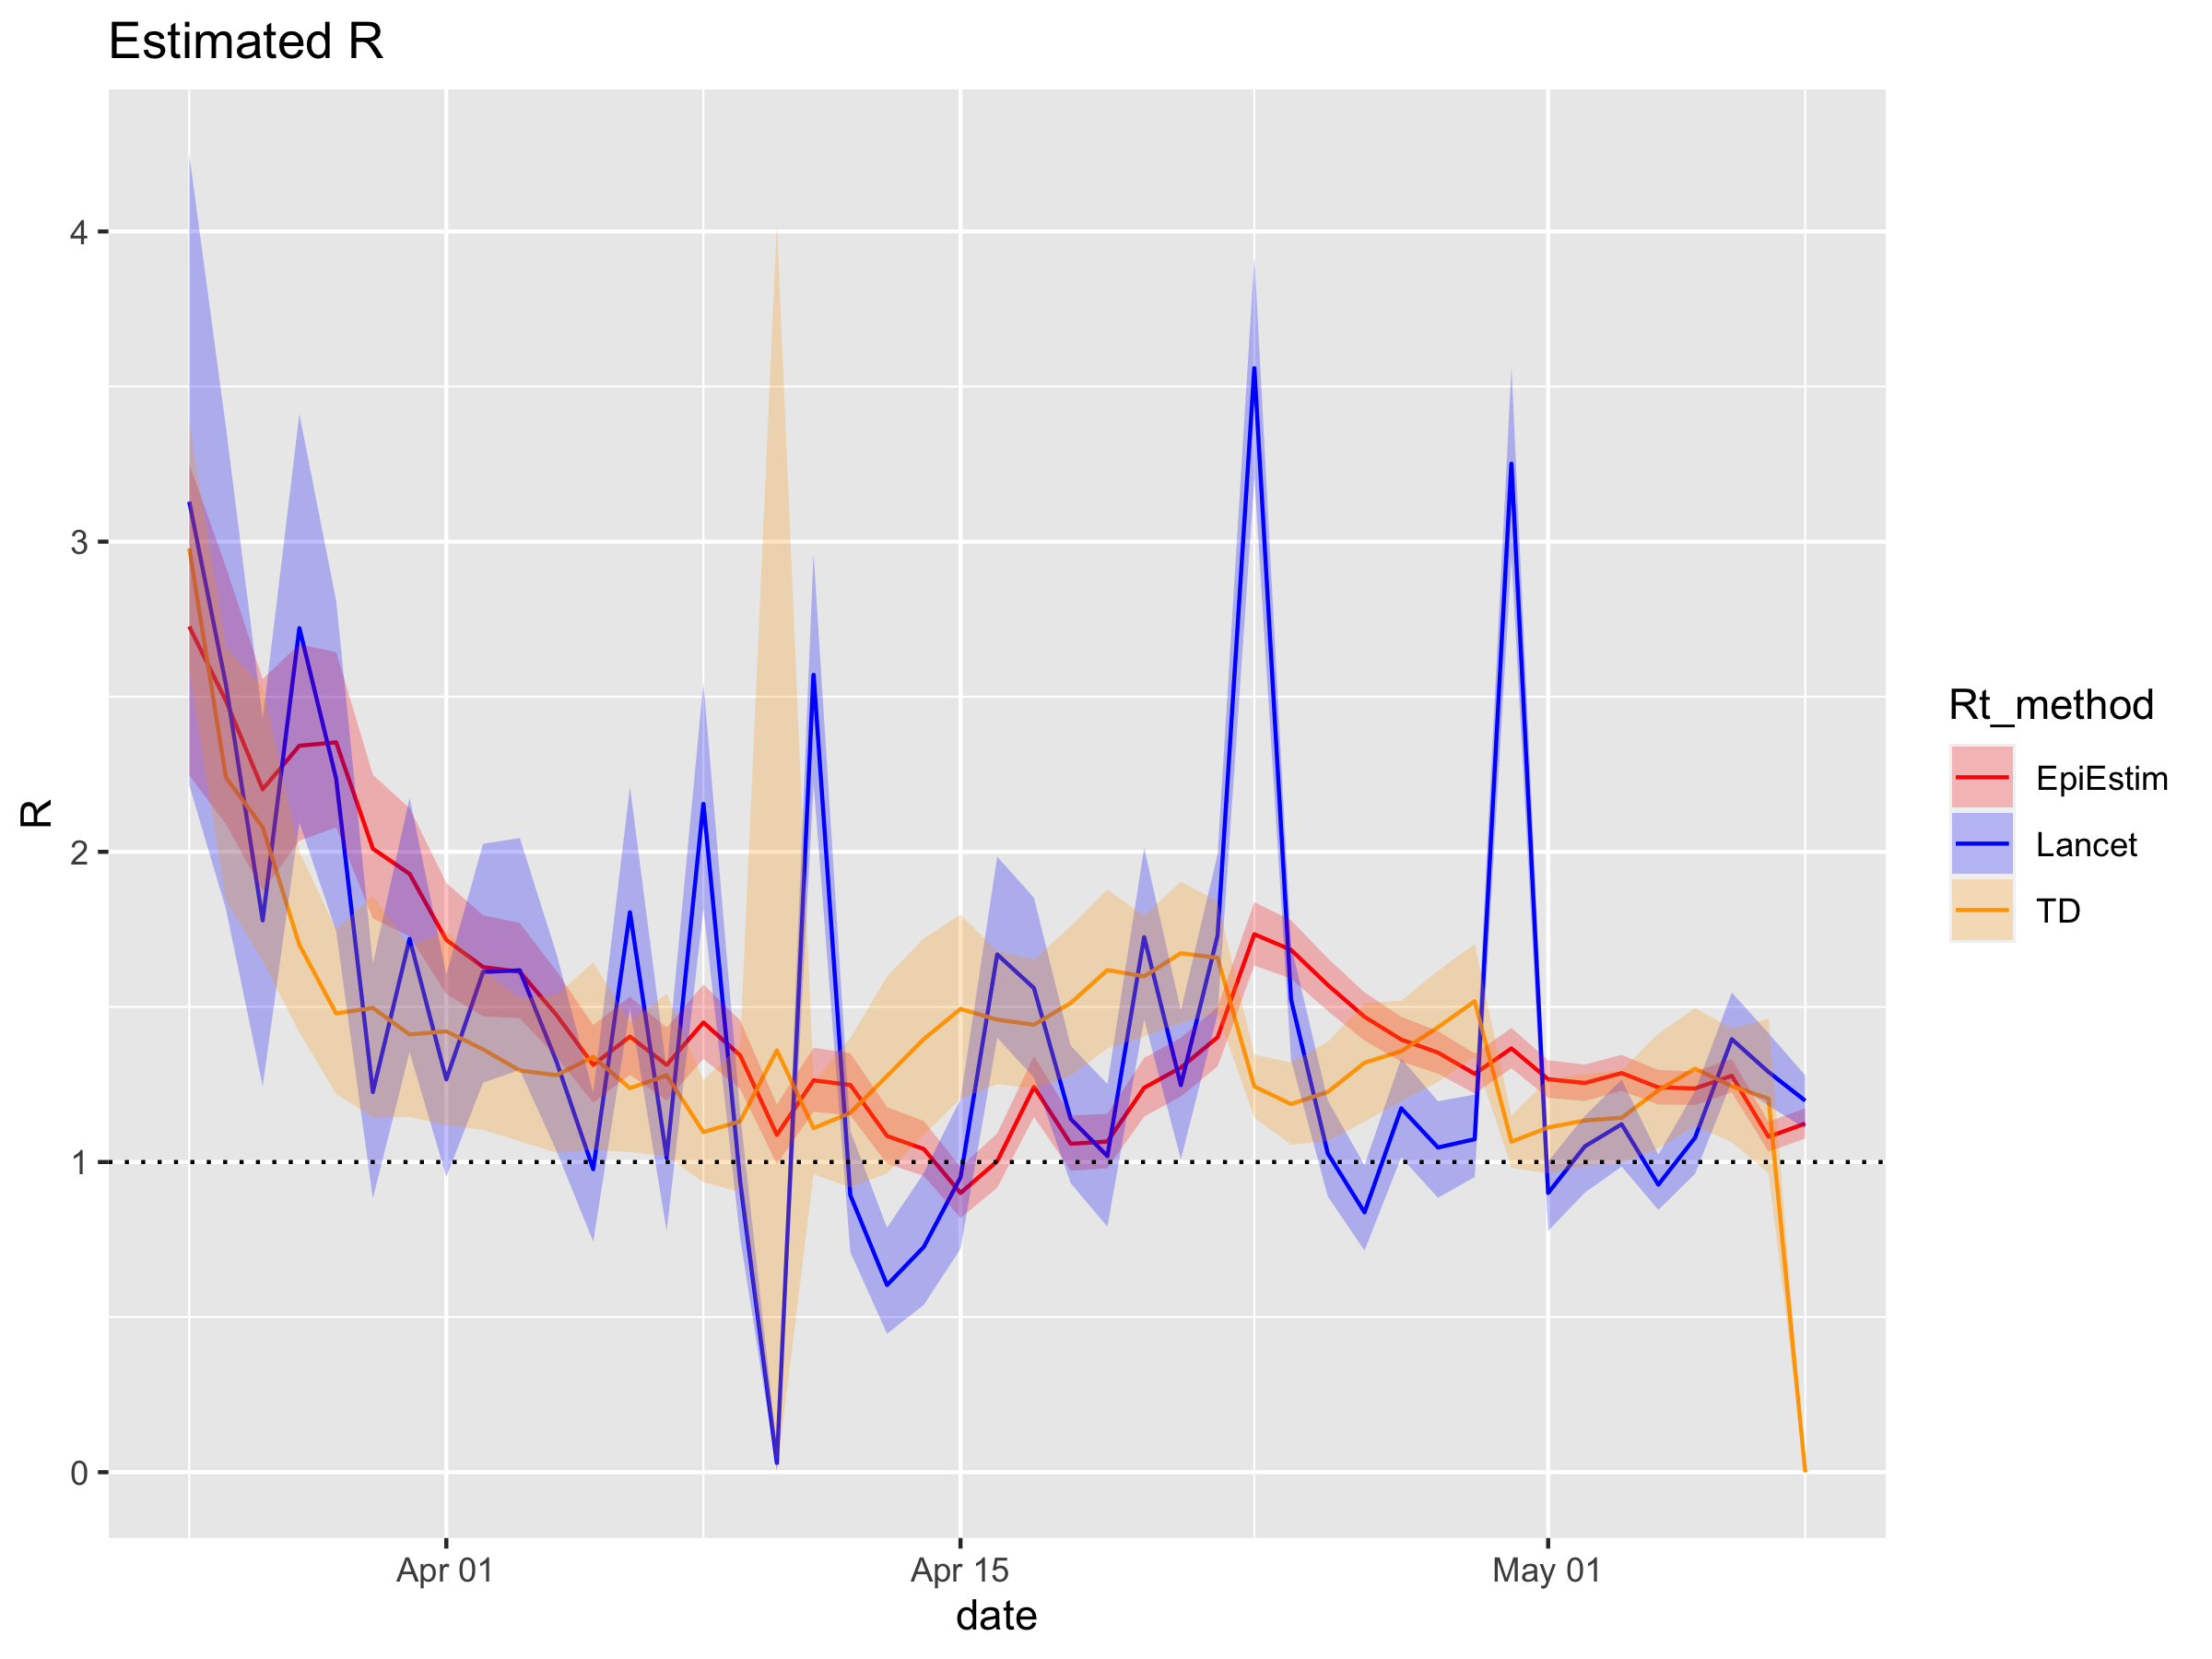 Estimated R
4
3
2
1
0
R
Apr 01
Apr 15
May 01
date
Rt_method
EpiEstim
Lancet
TD